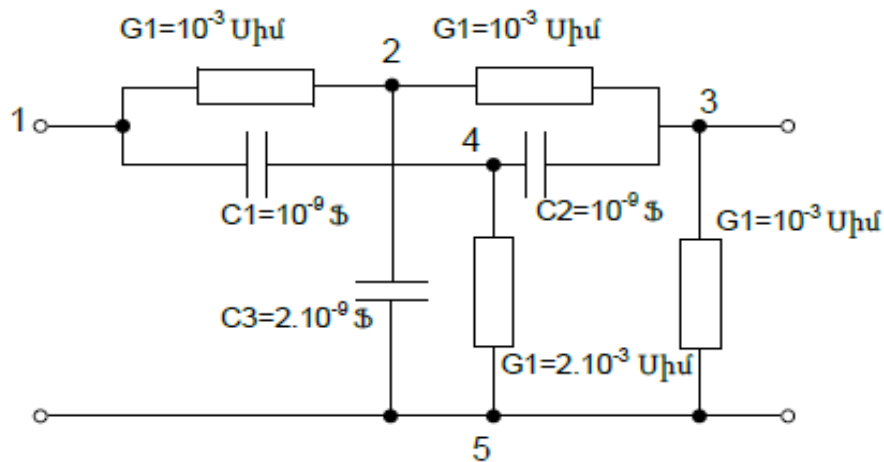 G1=10⁻³ Սիմ
G1=10⁻³ Սիմ
2
3
1
4
C1=10⁻⁹ Ֆ
C2=10⁻⁹ Ֆ
G1=10⁻³ Սիմ
C3=2.10⁻⁹ Ֆ
G1=2.10⁻³ Սիմ
5